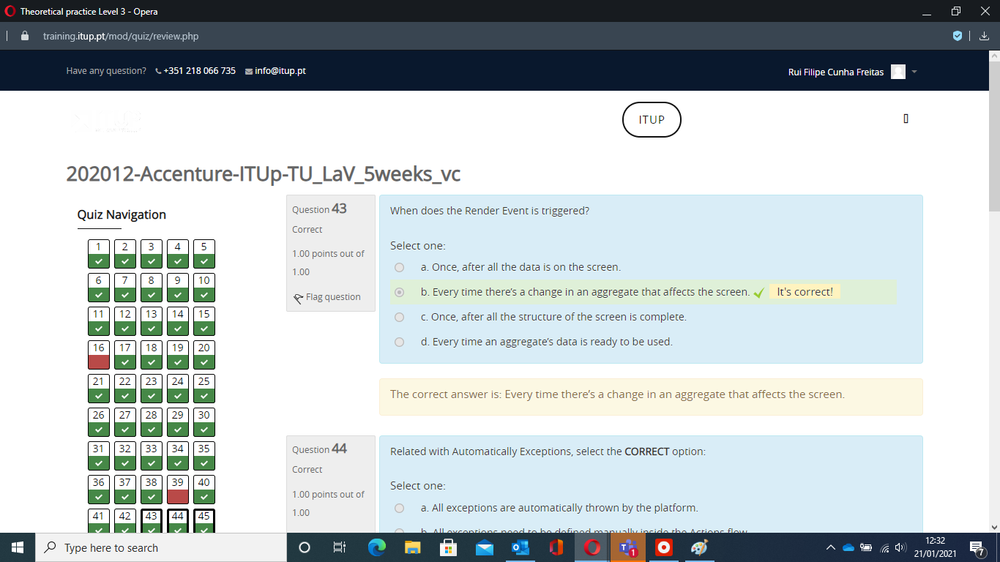 Theoretical practice Level 3 - Opera
training.itup.pt/mod/quiz/review.php
Have any question? +351 218 066 735 info@itup.pt
Rui Filipe Cunha Freitas
ITUP
202012-Accenture-ITUp-TU_LaV_5weeks_vc
Quiz Navigation
1 2 3 4 5
6 7 8 9 10
11 12 13 14 15
16 17 18 19 20
21 22 23 24 25
26 27 28 29 30
31 32 33 34 35
36 37 38 39 40
41 42 43 44 45
Question 43
Correct
1.00 points out of
1.00
Flag question
When does the Render Event is triggered?
Select one:
a. Once, after all the data is on the screen.
b. Every time there's a change in an aggregate that affects the screen. It's correct!
c. Once, after all the structure of the screen is complete.
d. Every time an aggregate's data is ready to be used.
The correct answer is: Every time there's a change in an aggregate that affects the screen.
Question 44
Correct
1.00 points out of
1.00
Related with Automatically Exceptions, select the CORRECT option:
Select one:
a. All exceptions are automatically thrown by the platform.
b. All exceptions need to be defined manually inside the Actions flow
Type here to search
1
12:32
21/01/2021
7